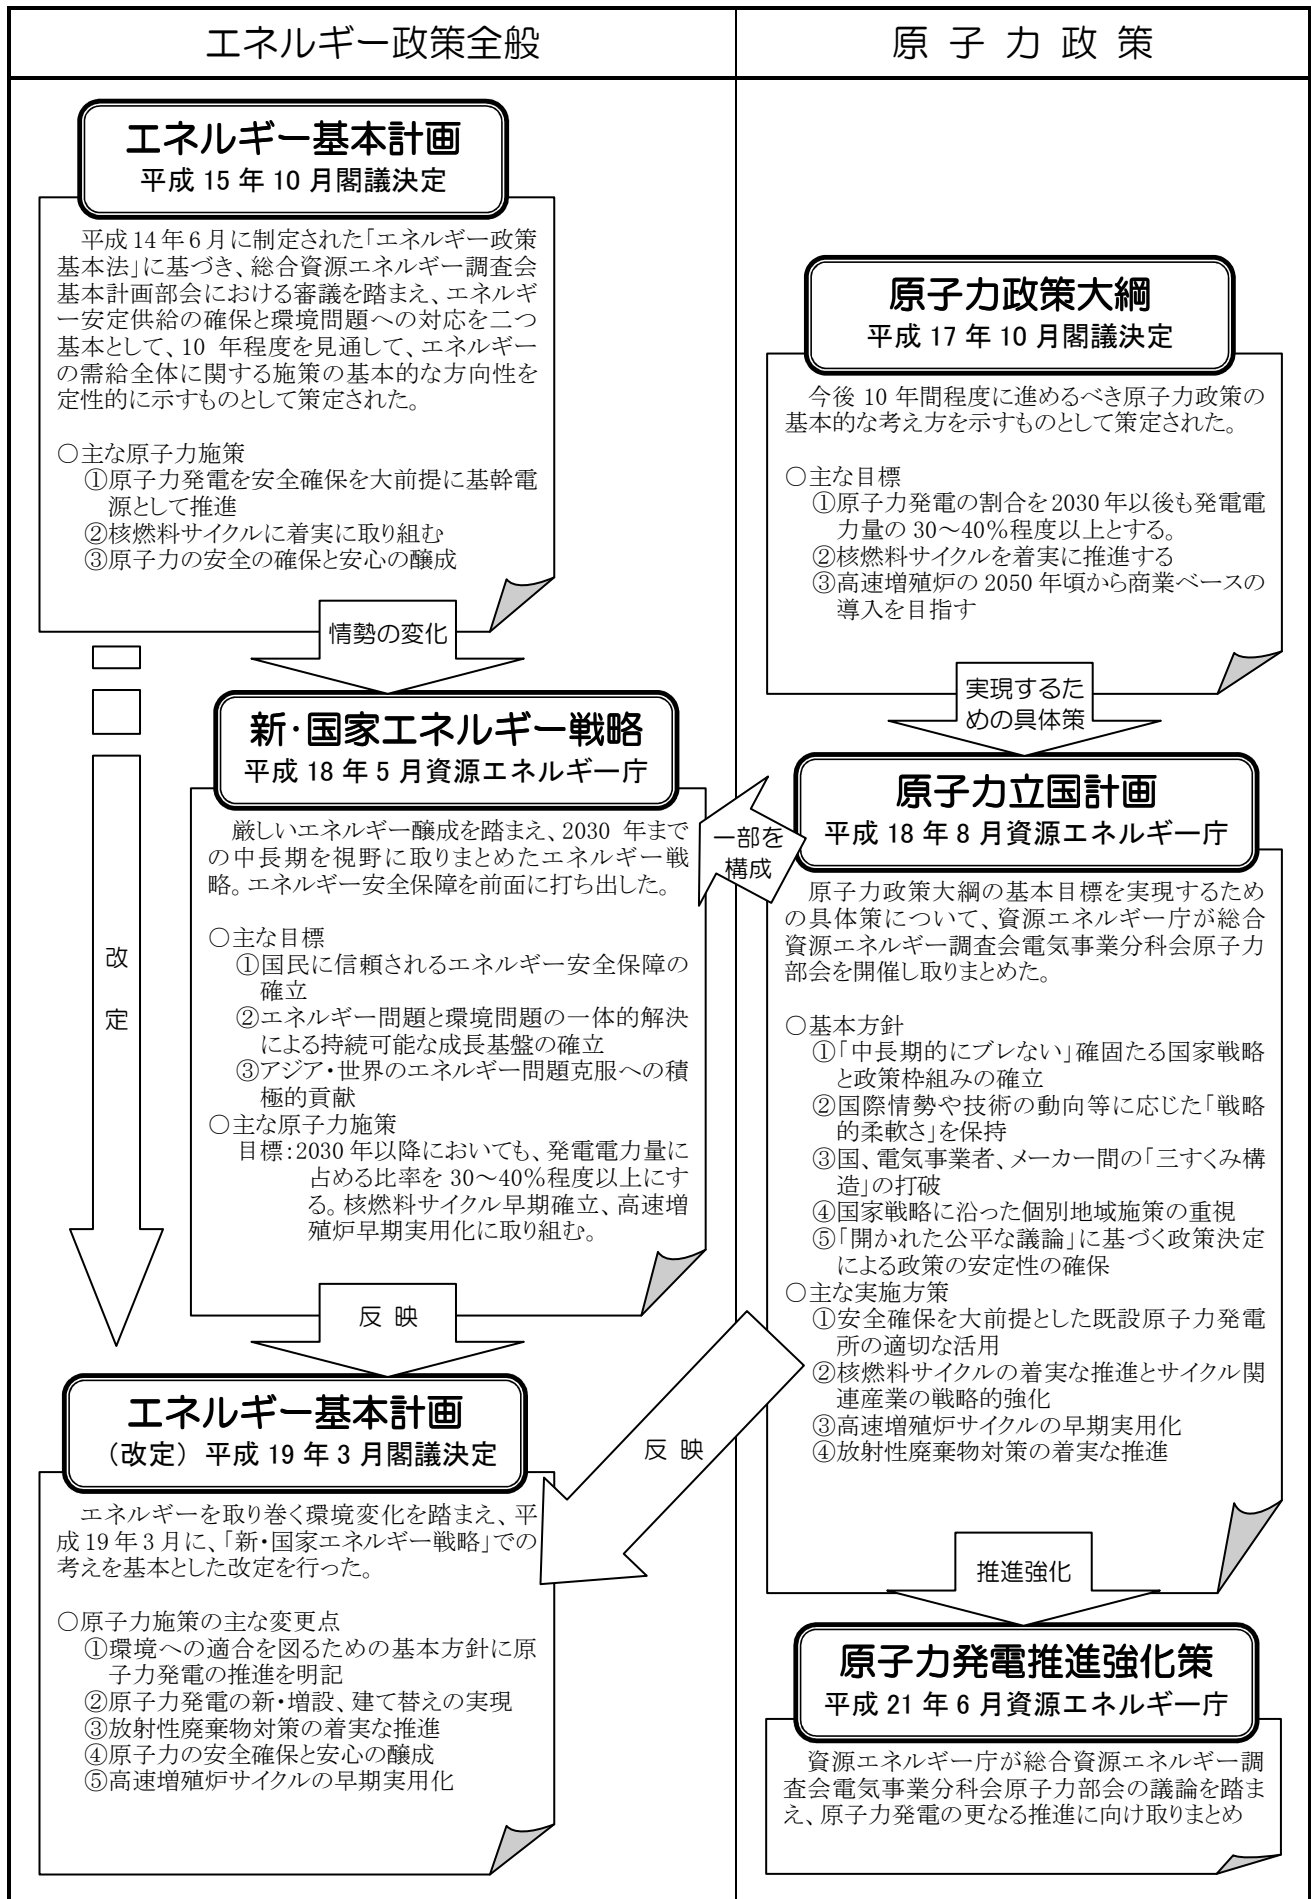 エネルギー政策全般
原子力政策
エネルギー基本計画
平成 15 年 10 月閣議決定
平成 14 年 6 月に制定された「エネルギー政策
基本法」に基づき、総合資源エネルギー調査会
基本計画部会における審議を踏まえ、エネルギ
ー安定供給の確保と環境問題への対応を二つ
基本として、10 年程度を見通して、エネルギー
の需給全体に関する施策の基本的な方向性を
定性的に示すものとして策定された。
○主な原子力施策
①原子力発電を安全確保を大前提に基幹電
源として推進
②核燃料サイクルに着実に取り組む
③原子力の安全の確保と安心の醸成
情勢の変化
改
定
新・国家エネルギー戦略
平成 18 年 5 月資源エネルギー庁
厳しいエネルギー醸成を踏まえ、2030 年まで
の中長期を視野に取りまとめたエネルギー戦
略。エネルギー安全保障を前面に打ち出した。
○主な目標
①国民に信頼されるエネルギー安全保障の
確立
②エネルギー問題と環境問題の一体的解決
による持続可能な成長基盤の確立
③アジア・世界のエネルギー問題克服への積
極的貢献
○主な原子力施策
目標:2030 年以降においても、発電電力量に
占める比率を 30～40％程度以上にす
る。核燃料サイクル早期確立、高速増
殖炉早期実用化に取り組む。
反 映
エネルギー基本計画
（改定）平成 19 年 3 月閣議決定
エネルギーを取り巻く環境変化を踏まえ、平
成 19 年 3 月に、「新・国家エネルギー戦略」での
考えを基本とした改定を行った。
○原子力施策の主な変更点
①環境への適合を図るための基本方針に原
子力発電の推進を明記
②原子力発電の新・増設、建て替えの実現
③放射性廃棄物対策の着実な推進
④原子力の安全確保と安心の醸成
⑤高速増殖炉サイクルの早期実用化
原子力政策大綱
平成 17 年 10 月閣議決定
今後 10 年間程度に進めるべき原子力政策の
基本的な考え方を示すものとして策定された。
○主な目標
①原子力発電の割合を2030年以後も発電電
力量の 30～40％程度以上とする。
②核燃料サイクルを着実に推進する
③高速増殖炉の 2050 年頃から商業ベースの
導入を目指す
実現するた
めの具体策
原子力立国計画
平成 18 年 8 月資源エネルギー庁
一部を
構成
原子力政策大綱の基本目標を実現するため
の具体策について、資源エネルギー庁が総合
資源エネルギー調査会電気事業分科会原子力
部会を開催し取りまとめた。
○基本方針
①「中長期的にブレない」確固たる国家戦略
と政策枠組みの確立
②国際情勢や技術の動向等に応じた「戦略
的柔軟さ」を保持
③国、電気事業者、メーカー間の「三すくみ構
造」の打破
④国家戦略に沿った個別地域施策の重視
⑤「開かれた公平な議論」に基づく政策決定
による政策の安定性の確保
○主な実施方策
①安全確保を大前提とした既設原子力発電
所の適切な活用
②核燃料サイクルの着実な推進とサイクル関
連産業の戦略的強化
③高速増殖炉サイクルの早期実用化
④放射性廃棄物対策の着実な推進
反 映
推進強化
原子力発電推進強化策
平成 21 年 6 月資源エネルギー庁
資源エネルギー庁が総合資源エネルギー調
査会電気事業分科会原子力部会の議論を踏ま
え、原子力発電の更なる推進に向け取りまとめ